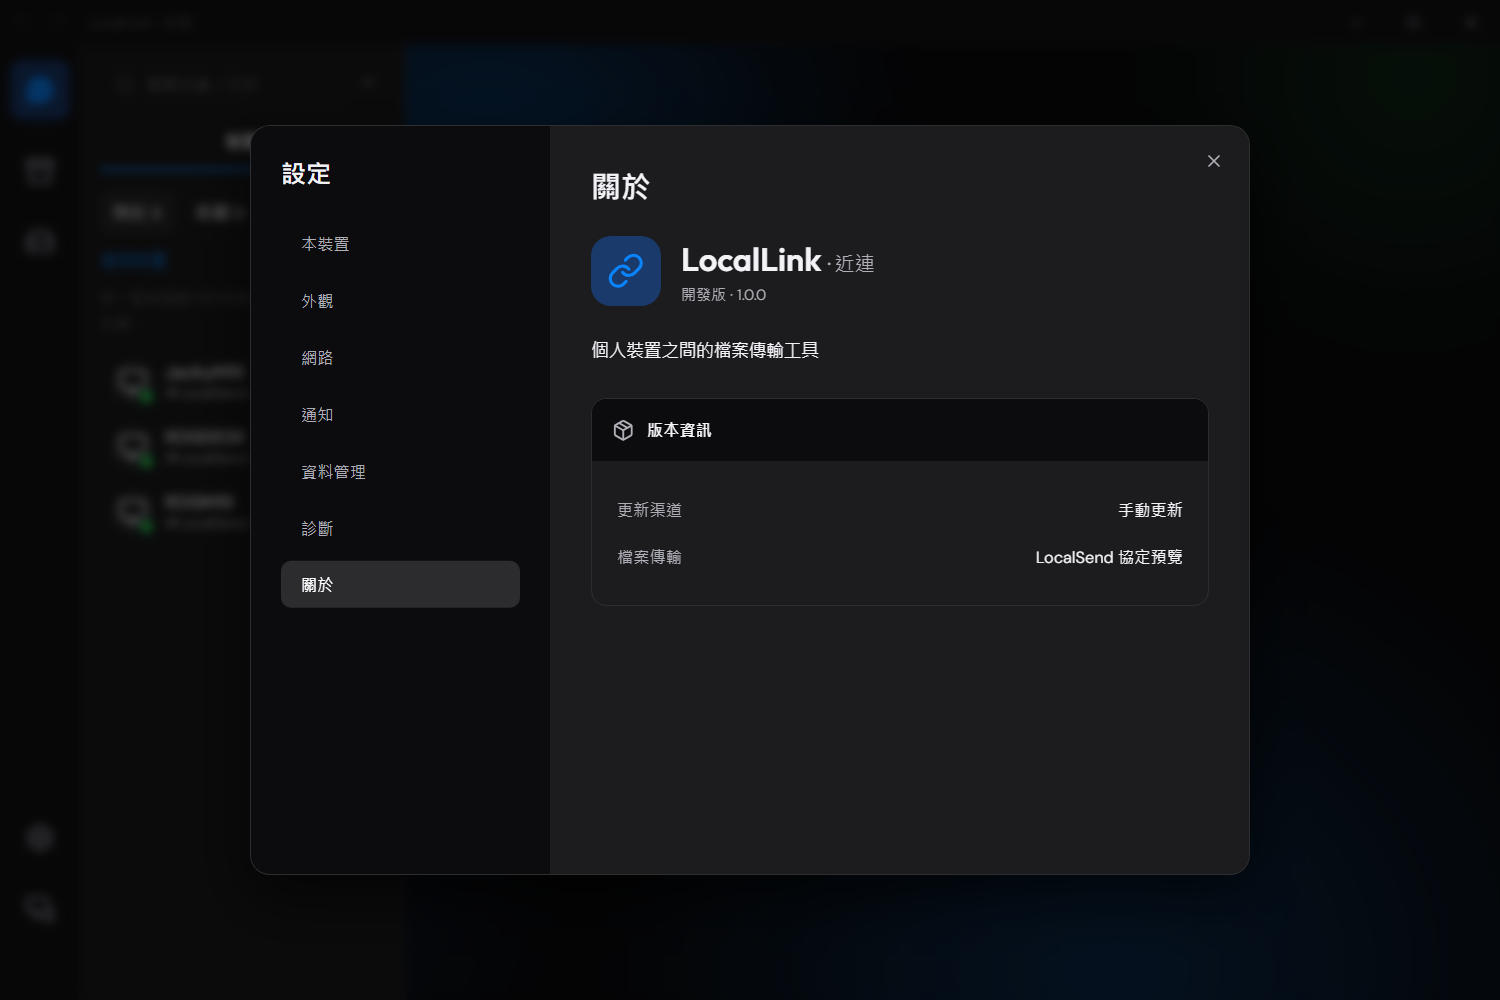 設定
本裝置
外觀
網路
通知
資料管理
診斷
關於
關於
LocalLink · 近連
開發版 · 1.0.0
個人裝置之間的檔案傳輸工具
版本資訊
更新渠道 手動更新
檔案傳輸 LocalSend 協定預覽